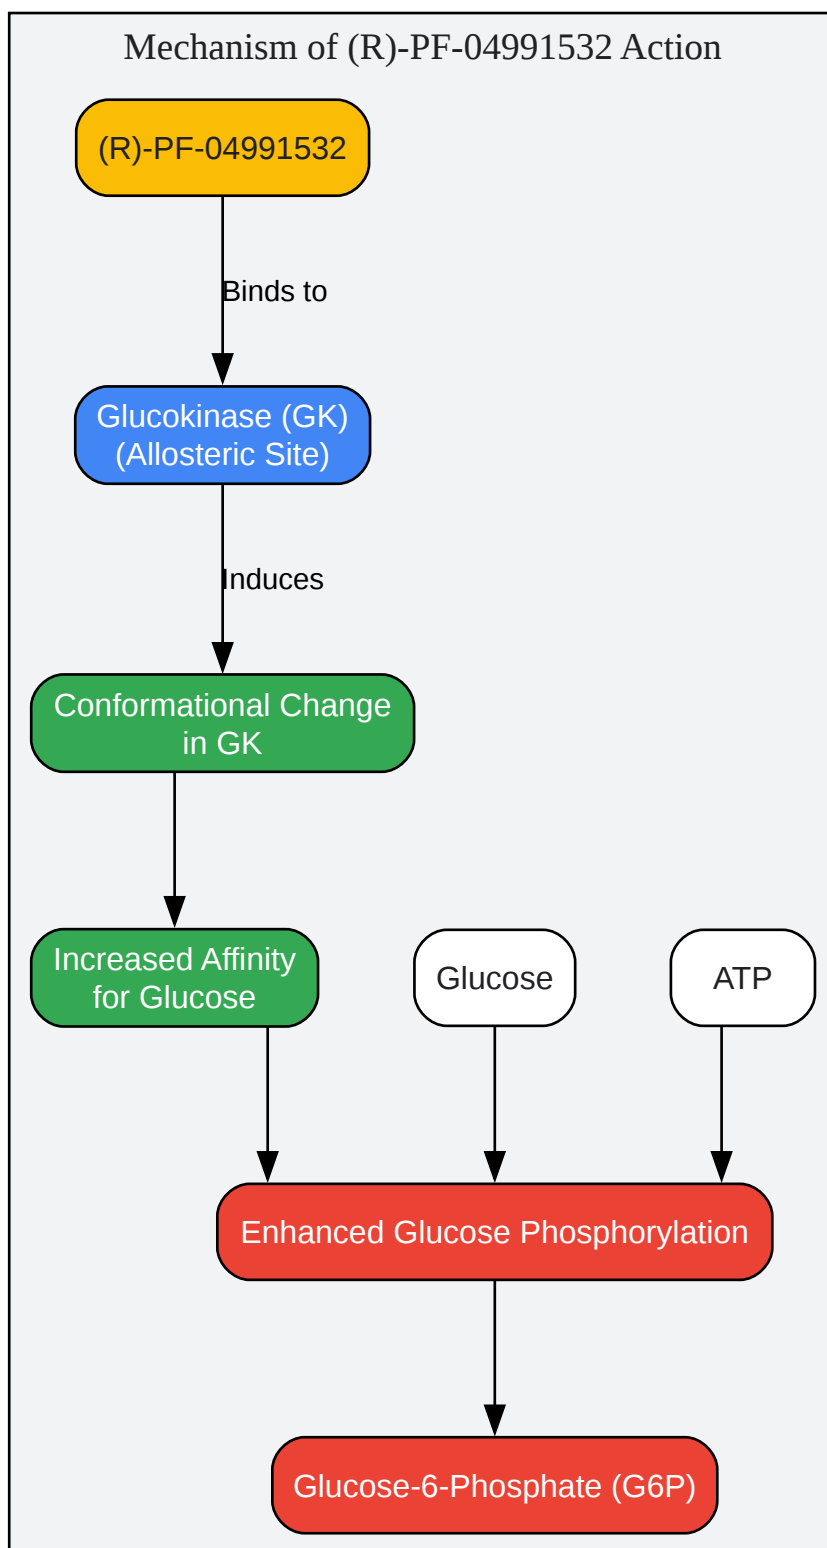 Mechanism of (R)-PF-04991532 Action
(R)-PF-04991532
Binds to
Glucokinase (GK)
(Allosteric Site)
Induces
Conformational Change
in GK
Increased Affinity
for Glucose
Glucose
ATP
Enhanced Glucose Phosphorylation
Glucose-6-Phosphate (G6P)